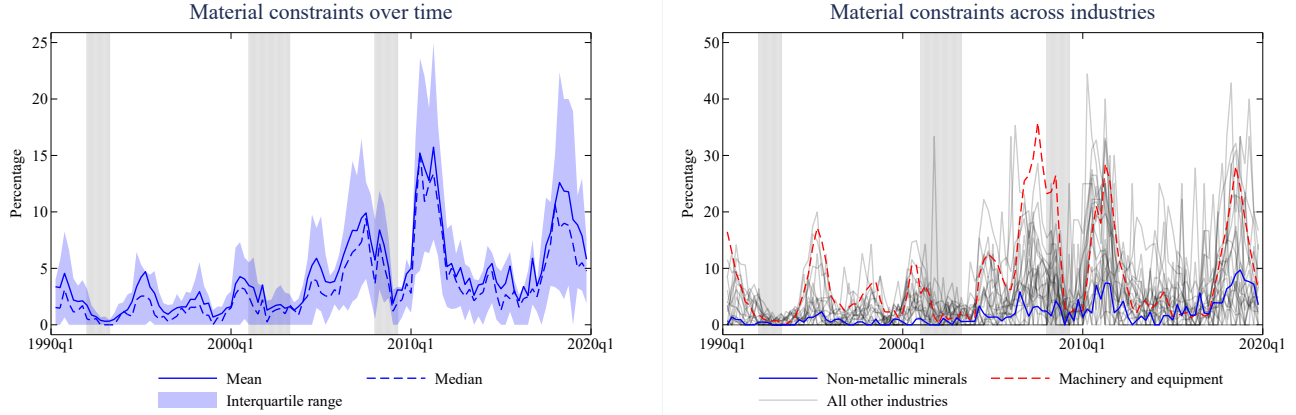 Material constraints over time
25
20
15
10
5
0
Percentage
1990q1
2000q1
2010q1
2020q1
Mean
Median
Interquartile range
Material constraints across industries
50
40
30
20
10
0
Percentage
1990q1
2000q1
2010q1
2020q1
Non-metallic minerals
Machinery and equipment
All other industries